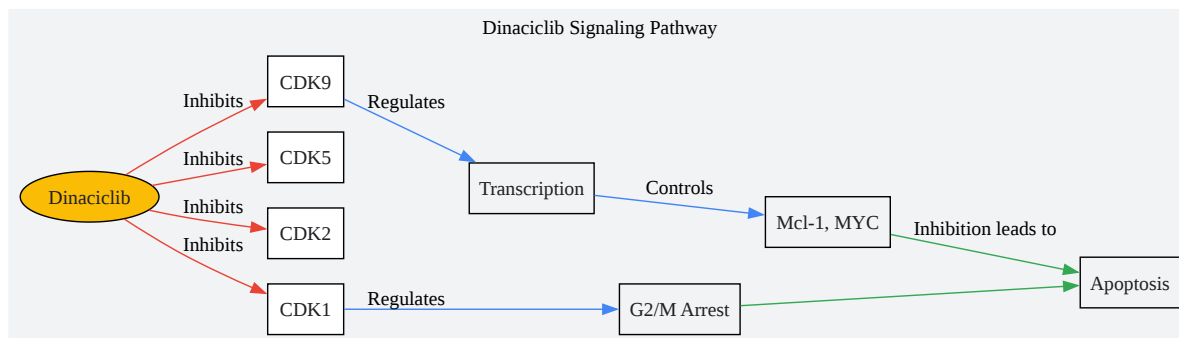 Dinaciclib Signaling Pathway
CDK9
Inhibits
Regulates
CDK5
Inhibits
Transcription
Controls
Dinaciclib
Inhibits
CDK2
Mcl-1, MYC
Inhibition leads to
Inhibits
Apoptosis
CDK1
Regulates
G2/M Arrest